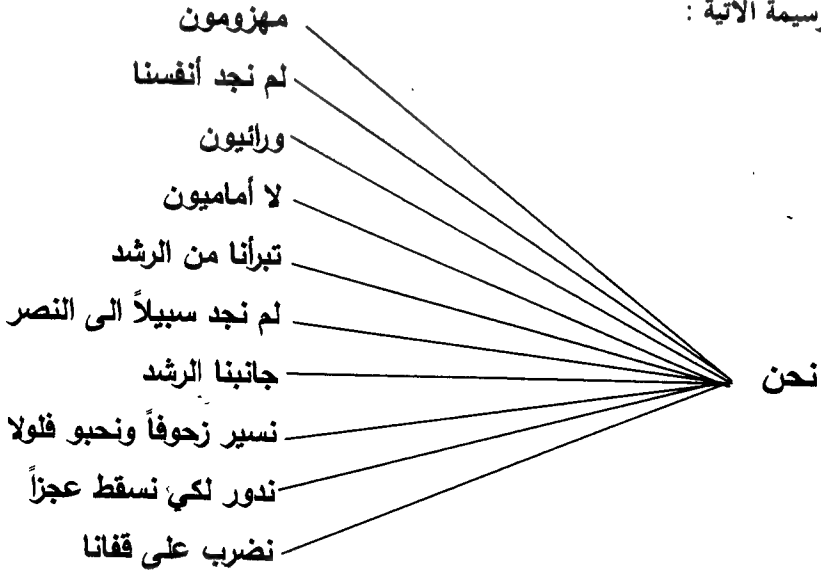 رسيمة الآتية :
مهزومون
لم نجد أنفسنا
ورائيون
لا أماميون
تبرأنا من الرشد
لم نجد سبيلاً الى النصر
جانبنا الرشد
نحن
نسير زحوفاً ونحبو فلولا
ندور لكي نسقط عجزاً
نضرب على قفانا